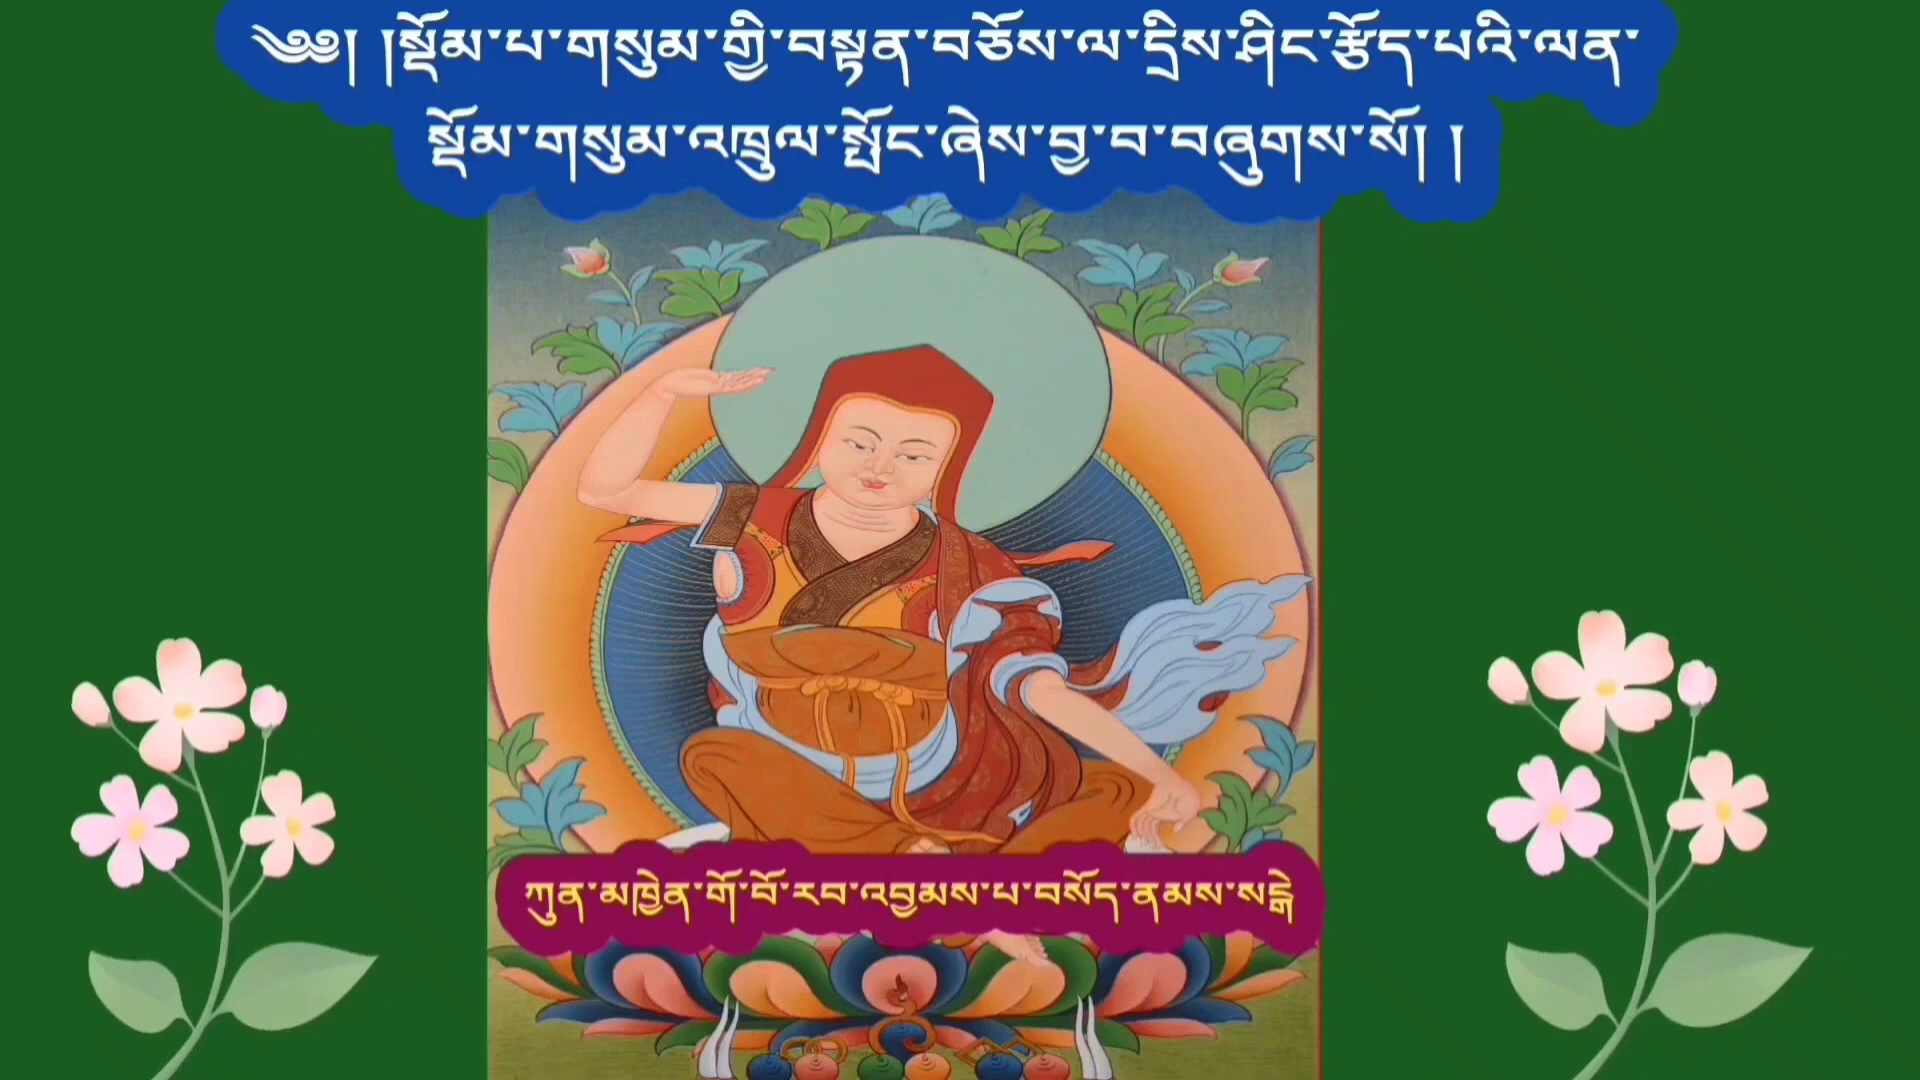 ༄༅། །སྡོམ་པ་གསུམ་གྱི་བསྟན་བཅོས་ལ་དྲིས་ཤིང་རྩོད་པའི་ལན་
སྡོམ་གསུམ་འཁྲུལ་སྤོང་ཞེས་བྱ་བ་བཞུགས་སོ། །
ཀུན་མཁྱེན་གོ་བོ་རབ་འབྱམས་པ་བསོད་ནམས་སེངྒེ